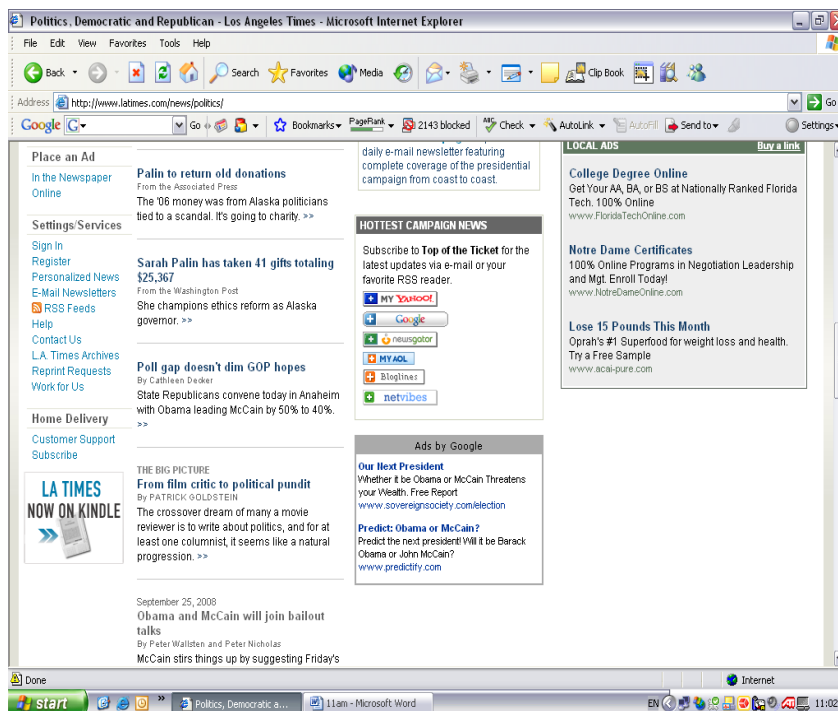 Politics, Democratic and Republican - Los Angeles Times - Microsoft Internet Explorer
File Edit View Favorites Tools Help
Back Search Favorites Media Clip Book
Address http://www.latimes.com/news/politics/ Go
Google G Go Bookmarks PageRank 2143 blocked ABC Check AutoLink AutoFill Send to Settings
Place an Ad
In the Newspaper
Online
Settings/Services
Sign In
Register
Personalized News
E-Mail Newsletters
RSS Feeds
Help
Contact Us
L.A. Times Archives
Reprint Requests
Work for Us
Home Delivery
Customer Support
Subscribe
LA TIMES
NOW ON KINDLE
>>
Palin to return old donations
From the Associated Press
The '06 money was from Alaska politicians
tied to a scandal. It's going to charity. >>
Sarah Palin has taken 41 gifts totaling
$25,367
From the Washington Post
She champions ethics reform as Alaska
governor. >>
Poll gap doesn't dim GOP hopes
By Cathleen Decker
State Republicans convene today in Anaheim
with Obama leading McCain by 50% to 40%.
>>
THE BIG PICTURE
From film critic to political pundit
By PATRICK GOLDSTEIN
The crossover dream of many a movie
reviewer is to write about politics, and for at
least one columnist, it seems like a natural
progression. >>
September 25, 2008
Obama and McCain will join bailout
talks
By Peter Wallsten and Peter Nicholas
McCain stirs things up by suggesting Friday's
daily e-mail newsletter featuring
complete coverage of the presidential
campaign from coast to coast.
HOTTEST CAMPAIGN NEWS
Subscribe to Top of the Ticket for the
latest updates via e-mail or your
favorite RSS reader.
MY YAHOO!
Google
newsgator
MY AOL
Bloglines
netvibes
Ads by Google
Our Next President
Whether it be Obama or McCain Threatens
your Wealth. Free Report
www.sovereignsociety.com/election
Predict: Obama or McCain?
Predict the next president! Will it be Barack
Obama or John McCain?
www.predictify.com
LOCAL ADS Buy a link
College Degree Online
Get Your AA, BA, or BS at Nationally Ranked Florida
Tech. 100% Online
www.FloridaTechOnline.com
Notre Dame Certificates
100% Online Programs in Negotiation Leadership
and Mgt. Enroll Today!
www.NotreDameOnline.com
Lose 15 Pounds This Month
Oprah's #1 Superfood for weight loss and health.
Try a Free Sample
www.acai-pure.com
Done Internet
start Politics, Democratic a... 11am - Microsoft Word EN 11:03